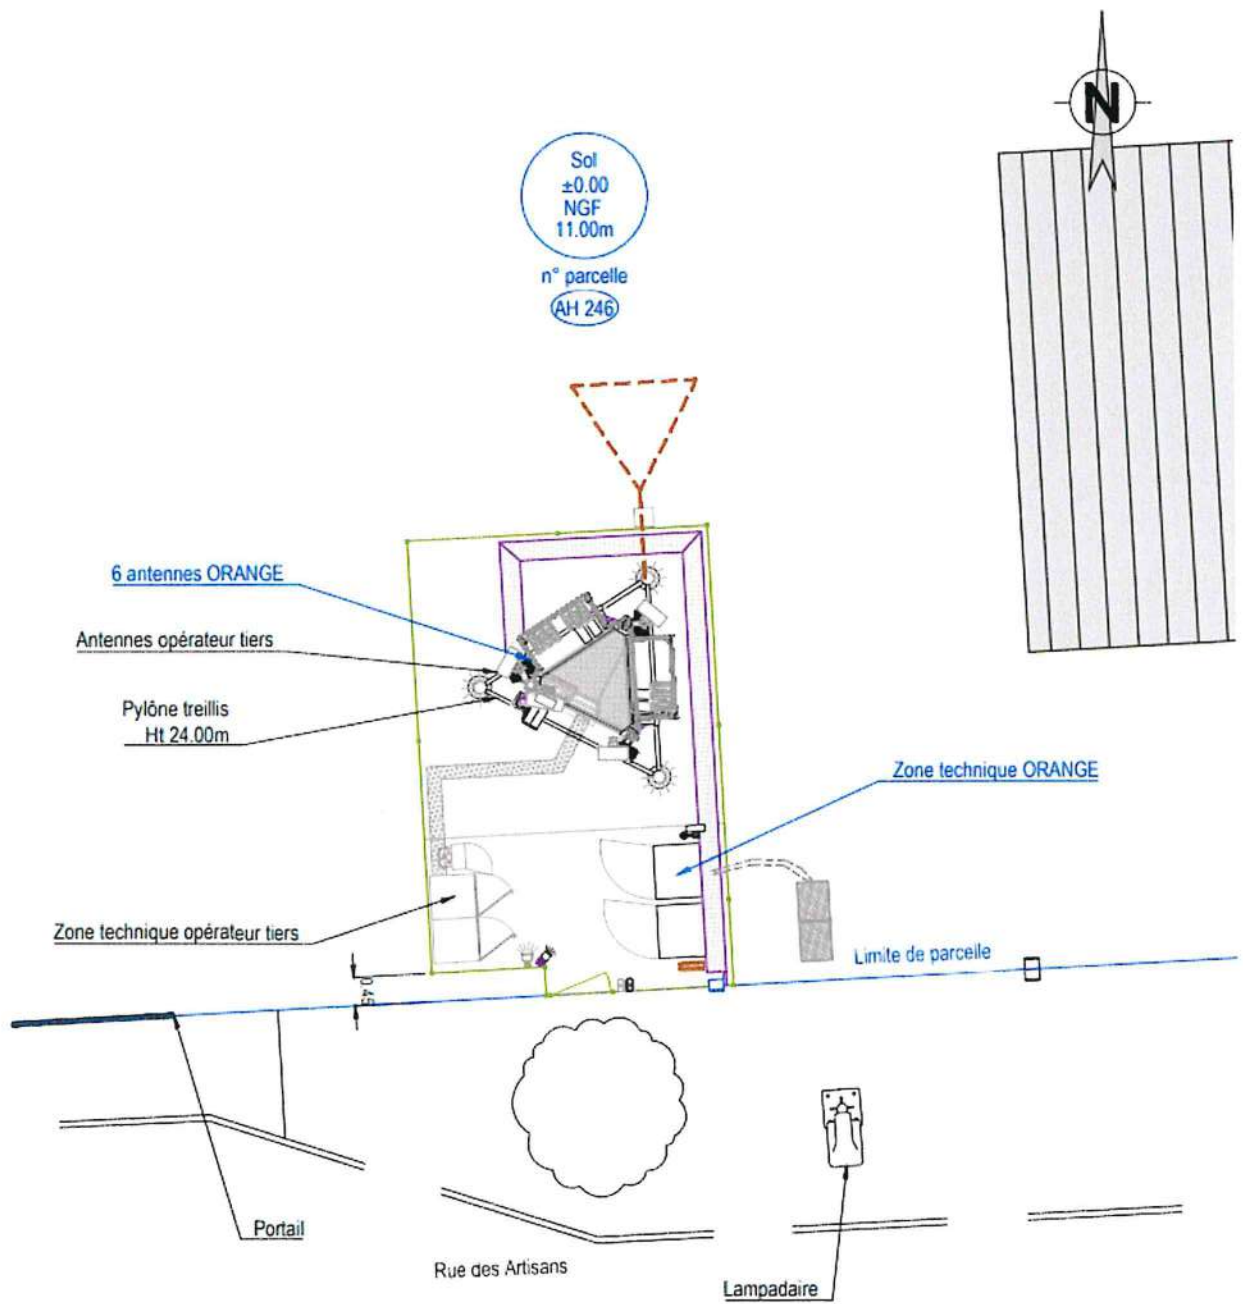 N
Sol
±0.00
NGF
11.00m
n° parcelle
AH 246
6 antennes ORANGE
Antennes opérateur tiers
Pylône treillis
Ht 24.00m
Zone technique ORANGE
Zone technique opérateur tiers
Limite de parcelle
0.45
Portail
Rue des Artisans
Lampadaire